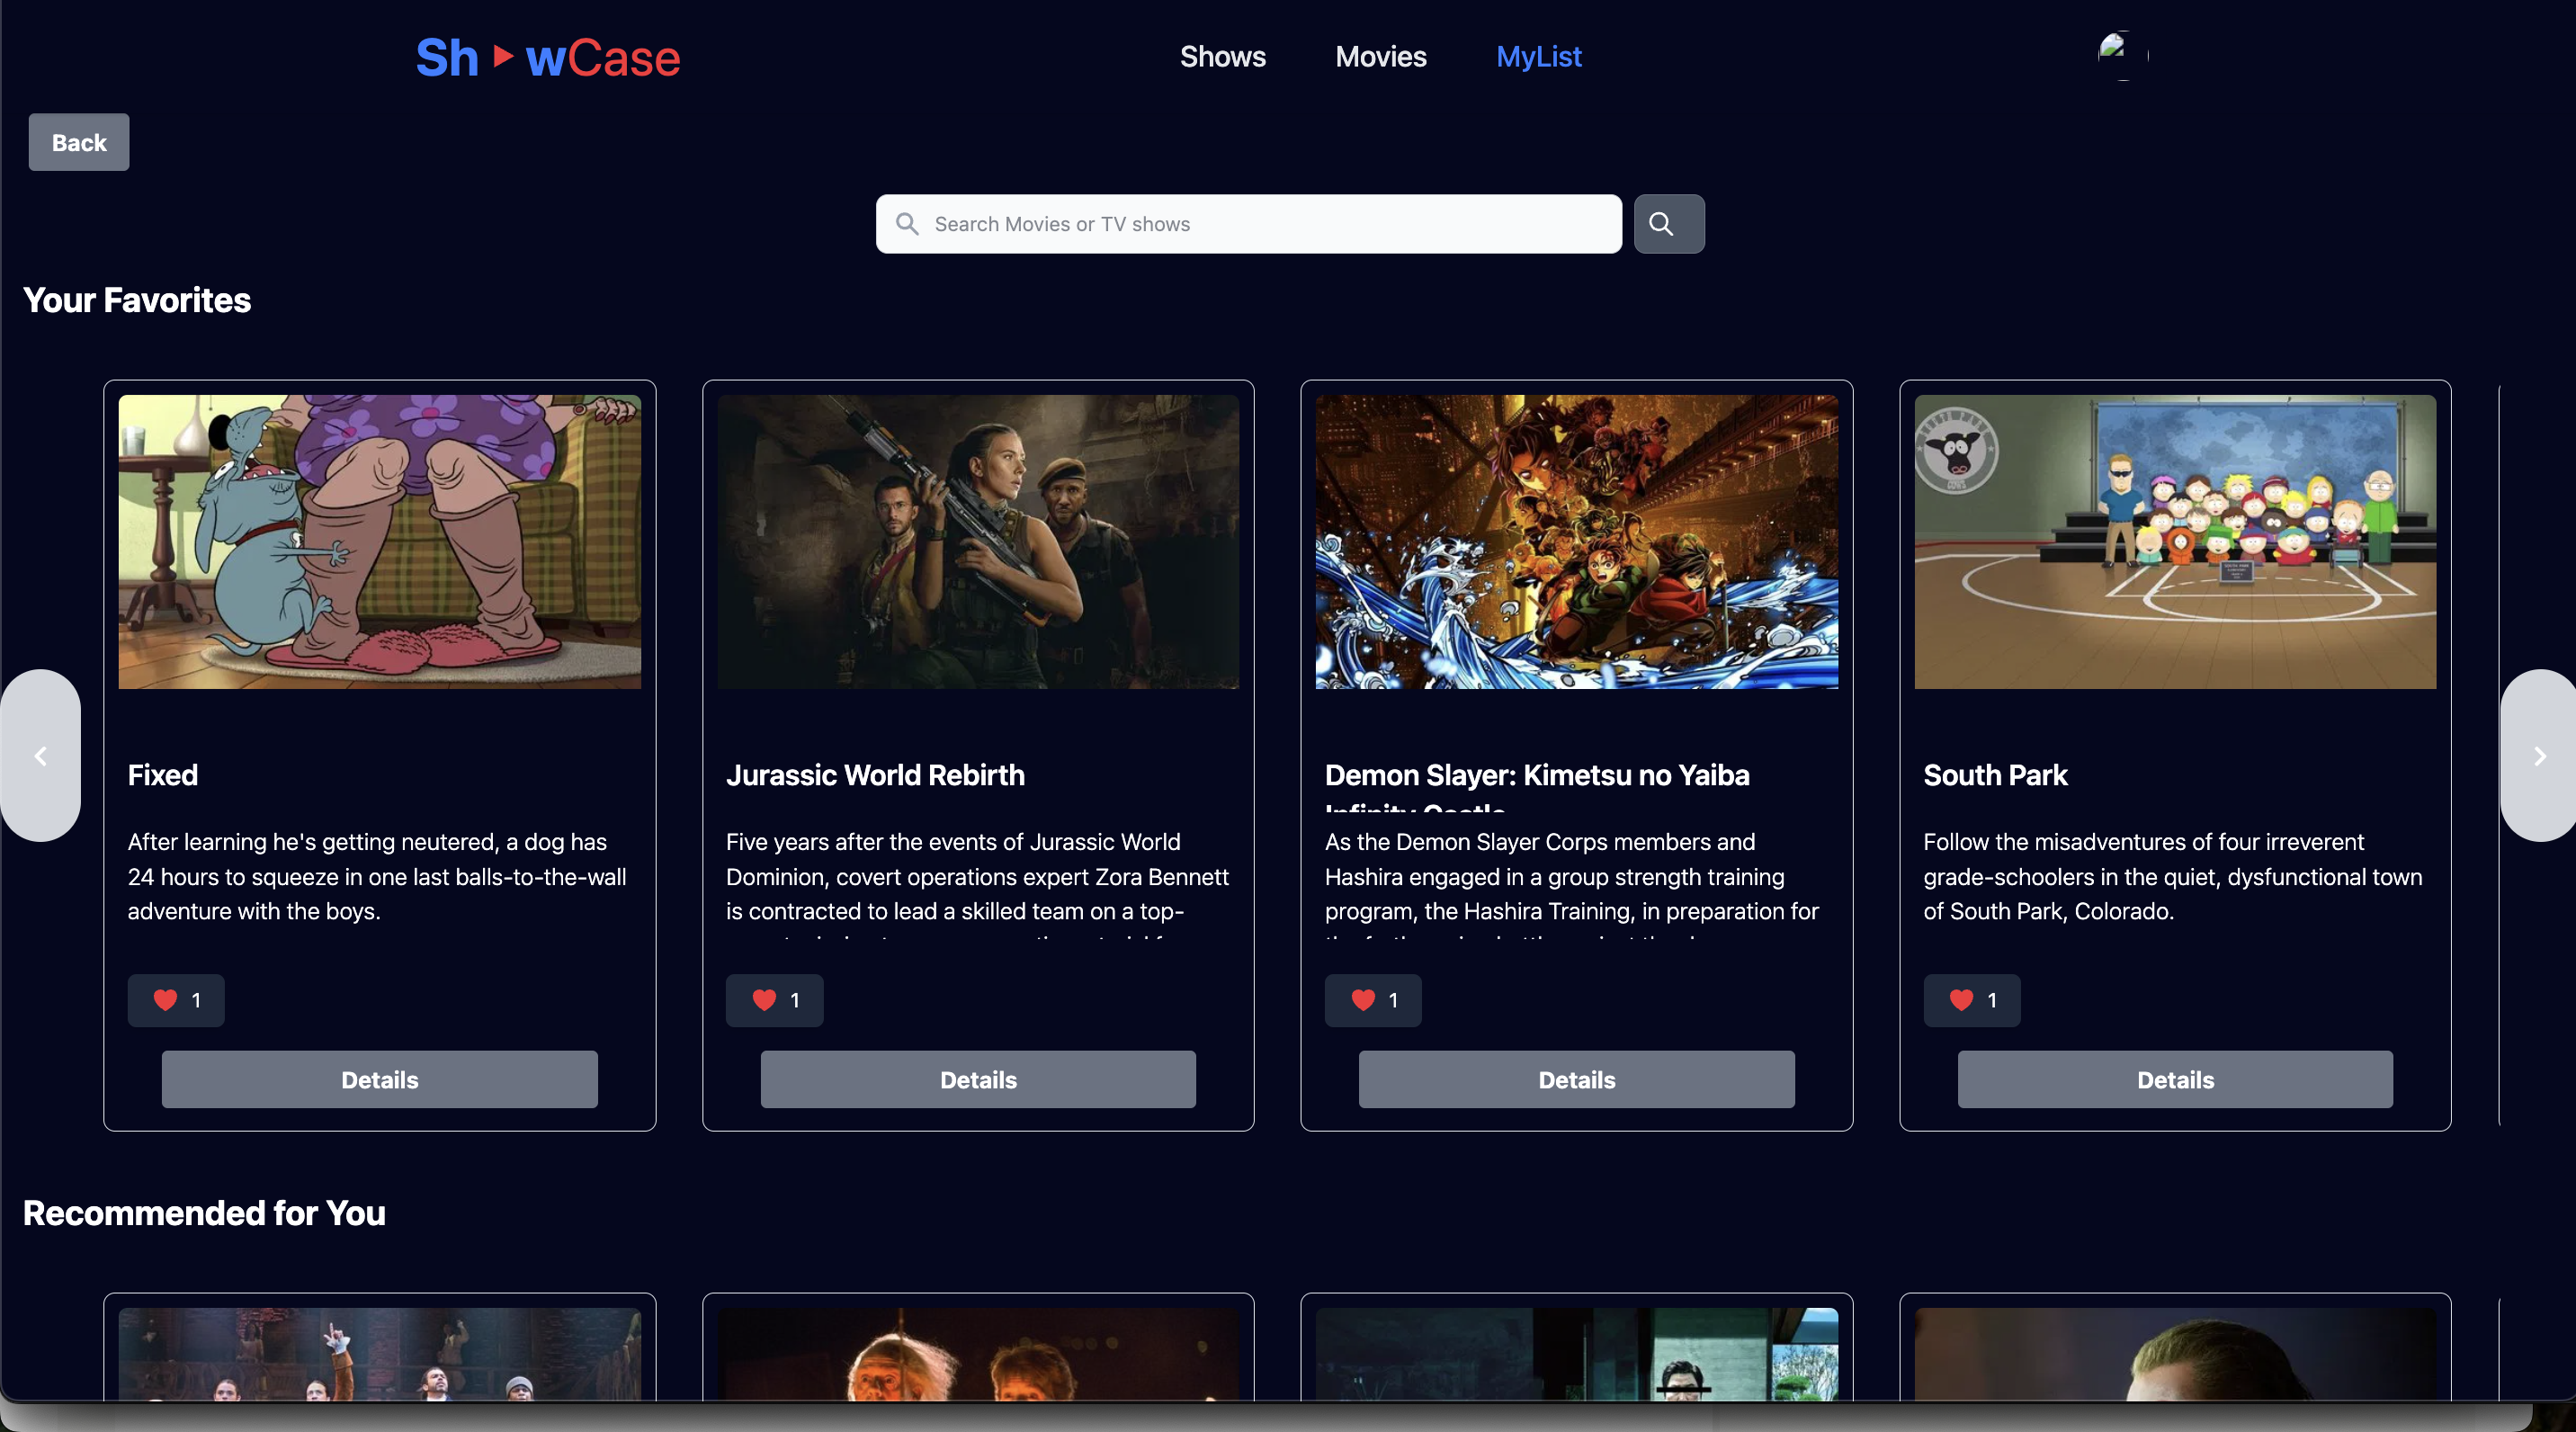 Sh wCase
Shows
Movies
MyList
Back
Search Movies or TV shows
Your Favorites
Fixed
After learning he's getting neutered, a dog has
24 hours to squeeze in one last balls-to-the-wall
adventure with the boys.
1
Details
Jurassic World Rebirth
Five years after the events of Jurassic World
Dominion, covert operations expert Zora Bennett
is contracted to lead a skilled team on a top-
1
Details
Demon Slayer: Kimetsu no Yaiba
Infinity Castle
As the Demon Slayer Corps members and
Hashira engaged in a group strength training
program, the Hashira Training, in preparation for
1
Details
South Park
Follow the misadventures of four irreverent
grade-schoolers in the quiet, dysfunctional town
of South Park, Colorado.
1
Details
Recommended for You